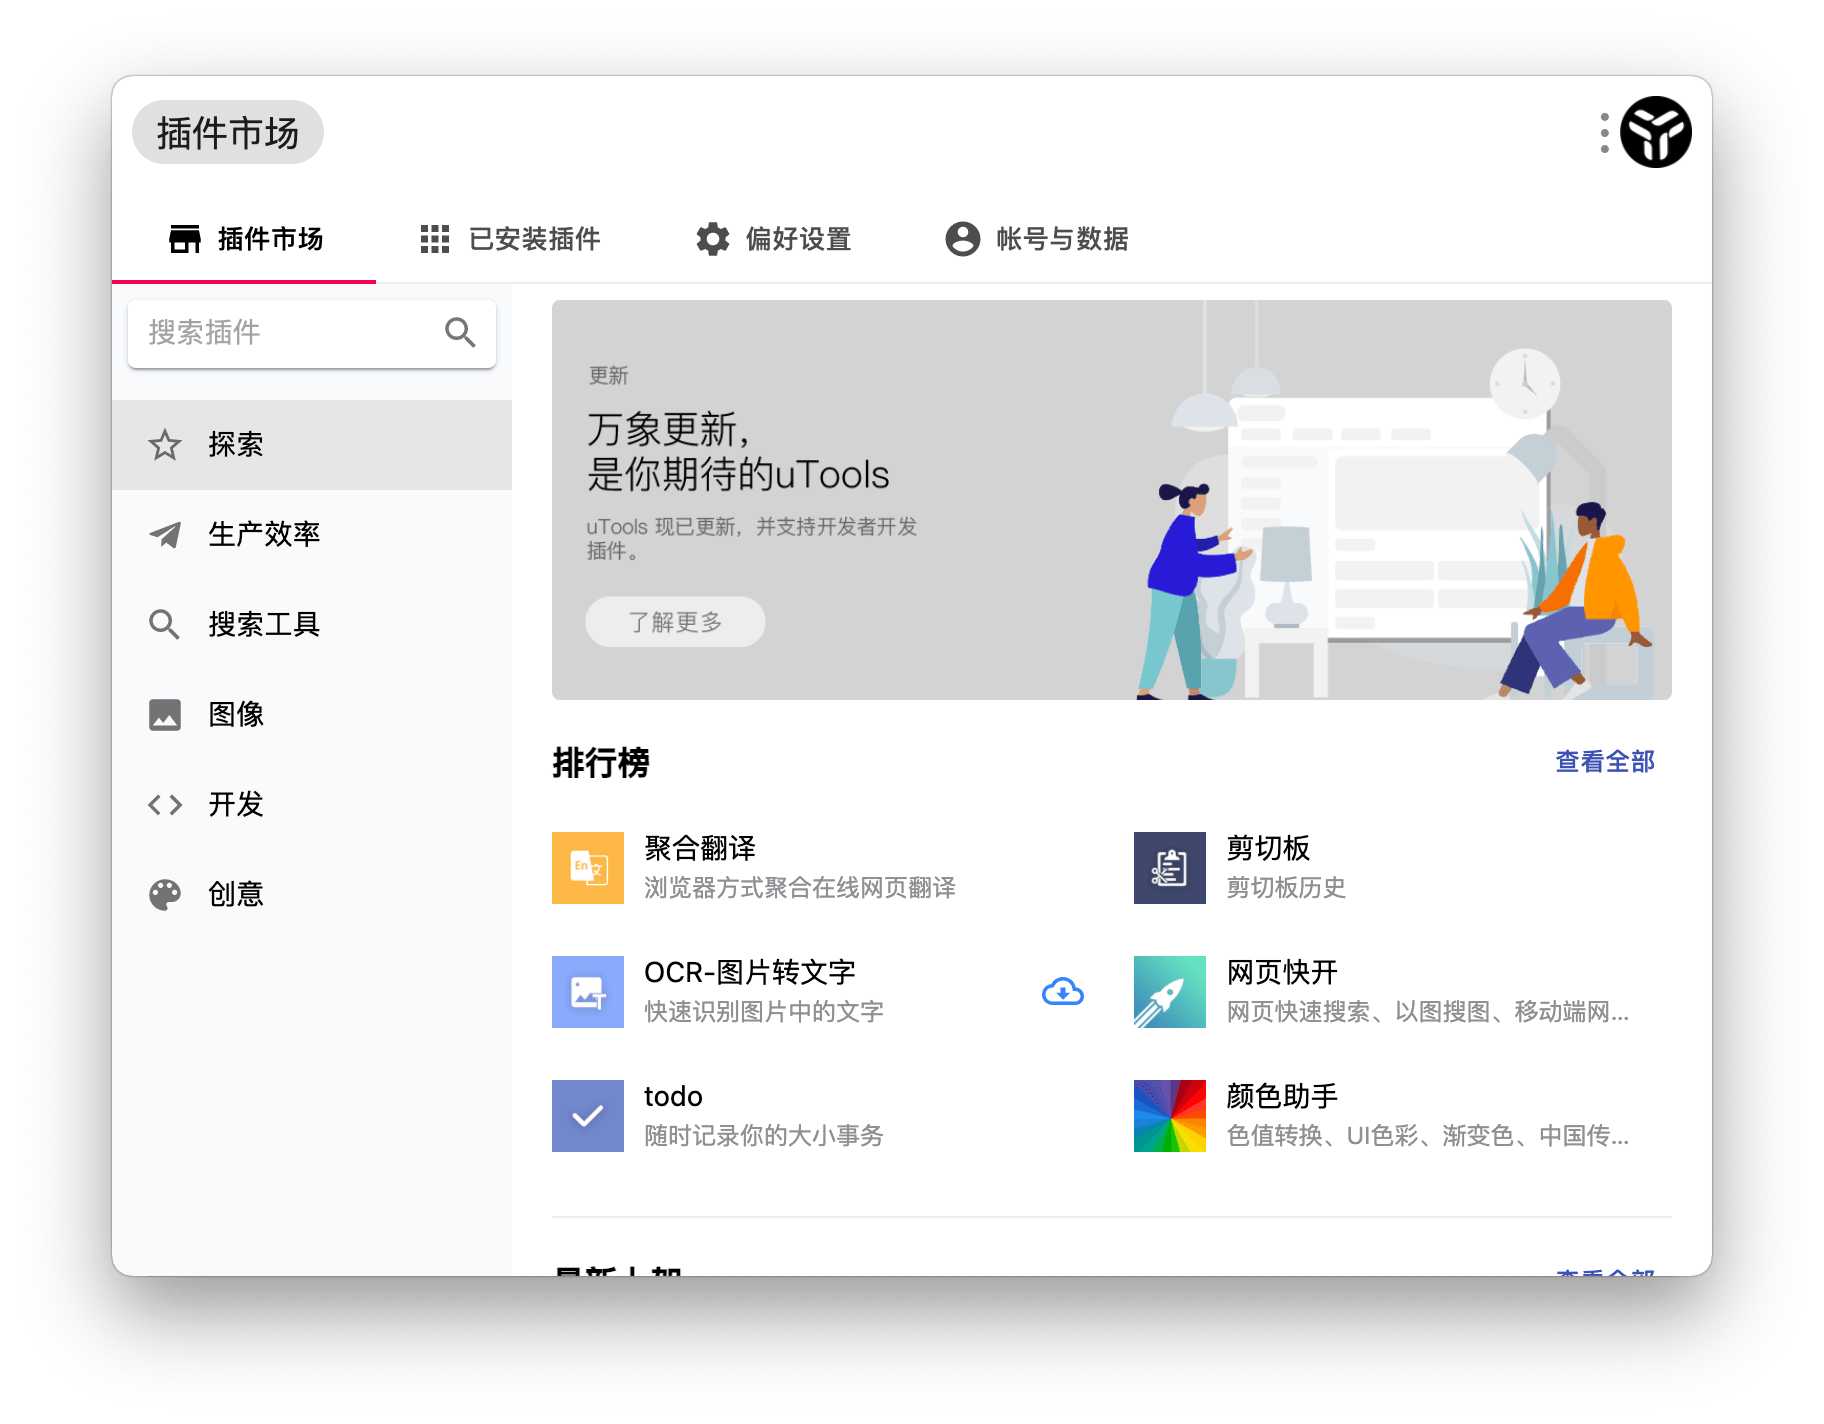 插件市场
插件市场
已安装插件
偏好设置
帐号与数据
搜索插件
探索
生产效率
搜索工具
图像
开发
创意
更新
万象更新，
是你期待的uTools
uTools 现已更新，并支持开发者开发
插件。
了解更多
排行榜
查看全部
聚合翻译
浏览器方式聚合在线网页翻译
剪切板
剪切板历史
OCR-图片转文字
快速识别图片中的文字
网页快开
网页快速搜索、以图搜图、移动端网...
todo
随时记录你的大小事务
颜色助手
色值转换、UI色彩、渐变色、中国传...
最新上架
查看全部